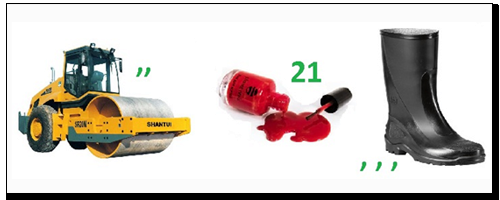 ,,
21
SHANTUI
,,,